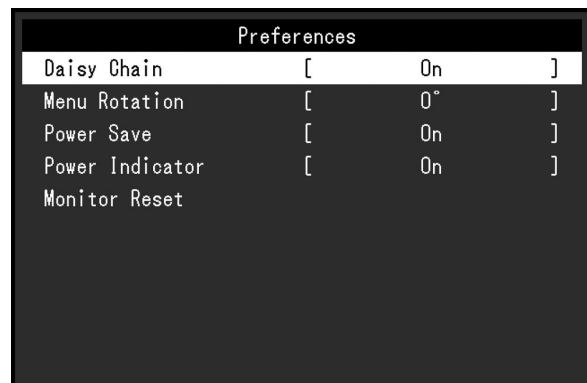 Preferences
Daisy Chain [ On ]
Menu Rotation [ 0° ]
Power Save [ On ]
Power Indicator [ On ]
Monitor Reset